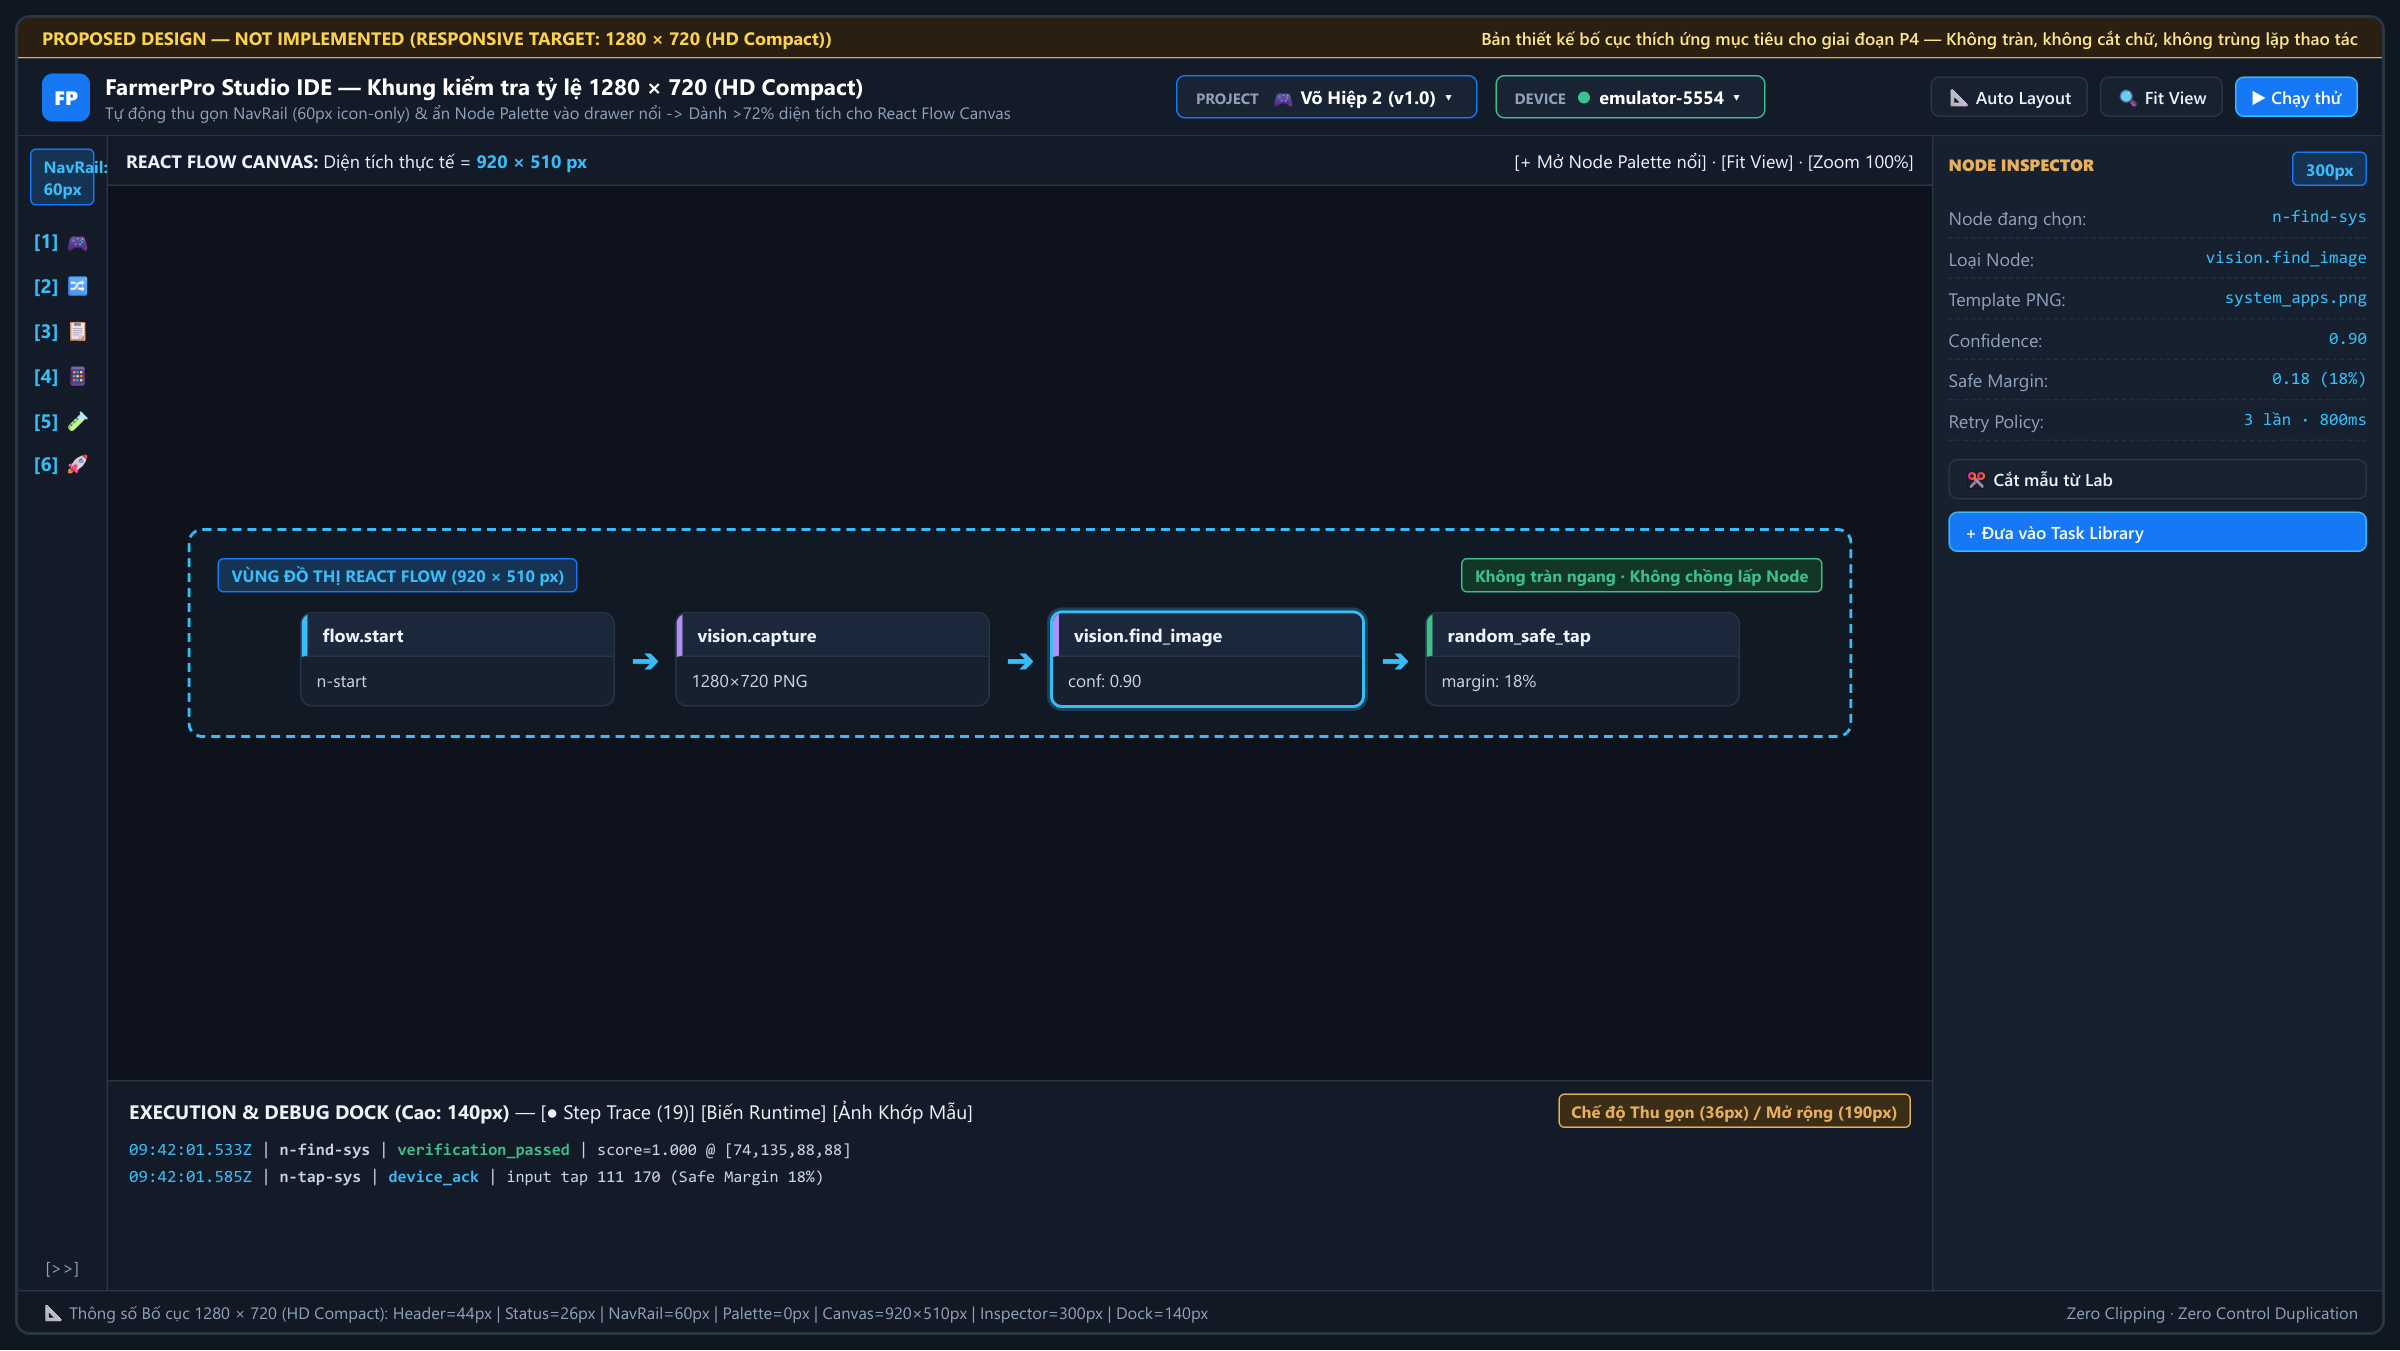 PROPOSED DESIGN — NOT IMPLEMENTED (RESPONSIVE TARGET: 1280 × 720 (HD Compact))
Bản thiết kế bố cục thích ứng mục tiêu cho giai đoạn P4 — Không tràn, không cắt chữ, không trùng lặp thao tác
FP
FarmerPro Studio IDE — Khung kiểm tra tỷ lệ 1280 × 720 (HD Compact)
Tự động thu gọn NavRail (60px icon-only) & ẩn Node Palette vào drawer nổi -> Dành >72% diện tích cho React Flow Canvas
PROJECT 🎮 Võ Hiệp 2 (v1.0) ▾
DEVICE ● emulator-5554 ▾
📐 Auto Layout
🔍 Fit View
▶ Chạy thử
NavRail:
60px
[1] 🎮
[2] 🔀
[3] 📋
[4] 📱
[5] 🧪
[6] 🚀
[>>]
REACT FLOW CANVAS: Diện tích thực tế = 920 × 510 px
[+ Mở Node Palette nổi] · [Fit View] · [Zoom 100%]
VÙNG ĐỒ THỊ REACT FLOW (920 × 510 px)
Không tràn ngang · Không chồng lấp Node
flow.start
n-start
➔
vision.capture
1280×720 PNG
➔
vision.find_image
conf: 0.90
➔
random_safe_tap
margin: 18%
NODE INSPECTOR
300px
Node đang chọn: n-find-sys
Loại Node: vision.find_image
Template PNG: system_apps.png
Confidence: 0.90
Safe Margin: 0.18 (18%)
Retry Policy: 3 lần · 800ms
✂ Cắt mẫu từ Lab
+ Đưa vào Task Library
EXECUTION & DEBUG DOCK (Cao: 140px) — [● Step Trace (19)] [Biến Runtime] [Ảnh Khớp Mẫu]
Chế độ Thu gọn (36px) / Mở rộng (190px)
09:42:01.533Z | n-find-sys | verification_passed | score=1.000 @ [74,135,88,88]
09:42:01.585Z | n-tap-sys | device_ack | input tap 111 170 (Safe Margin 18%)
📐 Thông số Bố cục 1280 × 720 (HD Compact): Header=44px | Status=26px | NavRail=60px | Palette=0px | Canvas=920×510px | Inspector=300px | Dock=140px
Zero Clipping · Zero Control Duplication